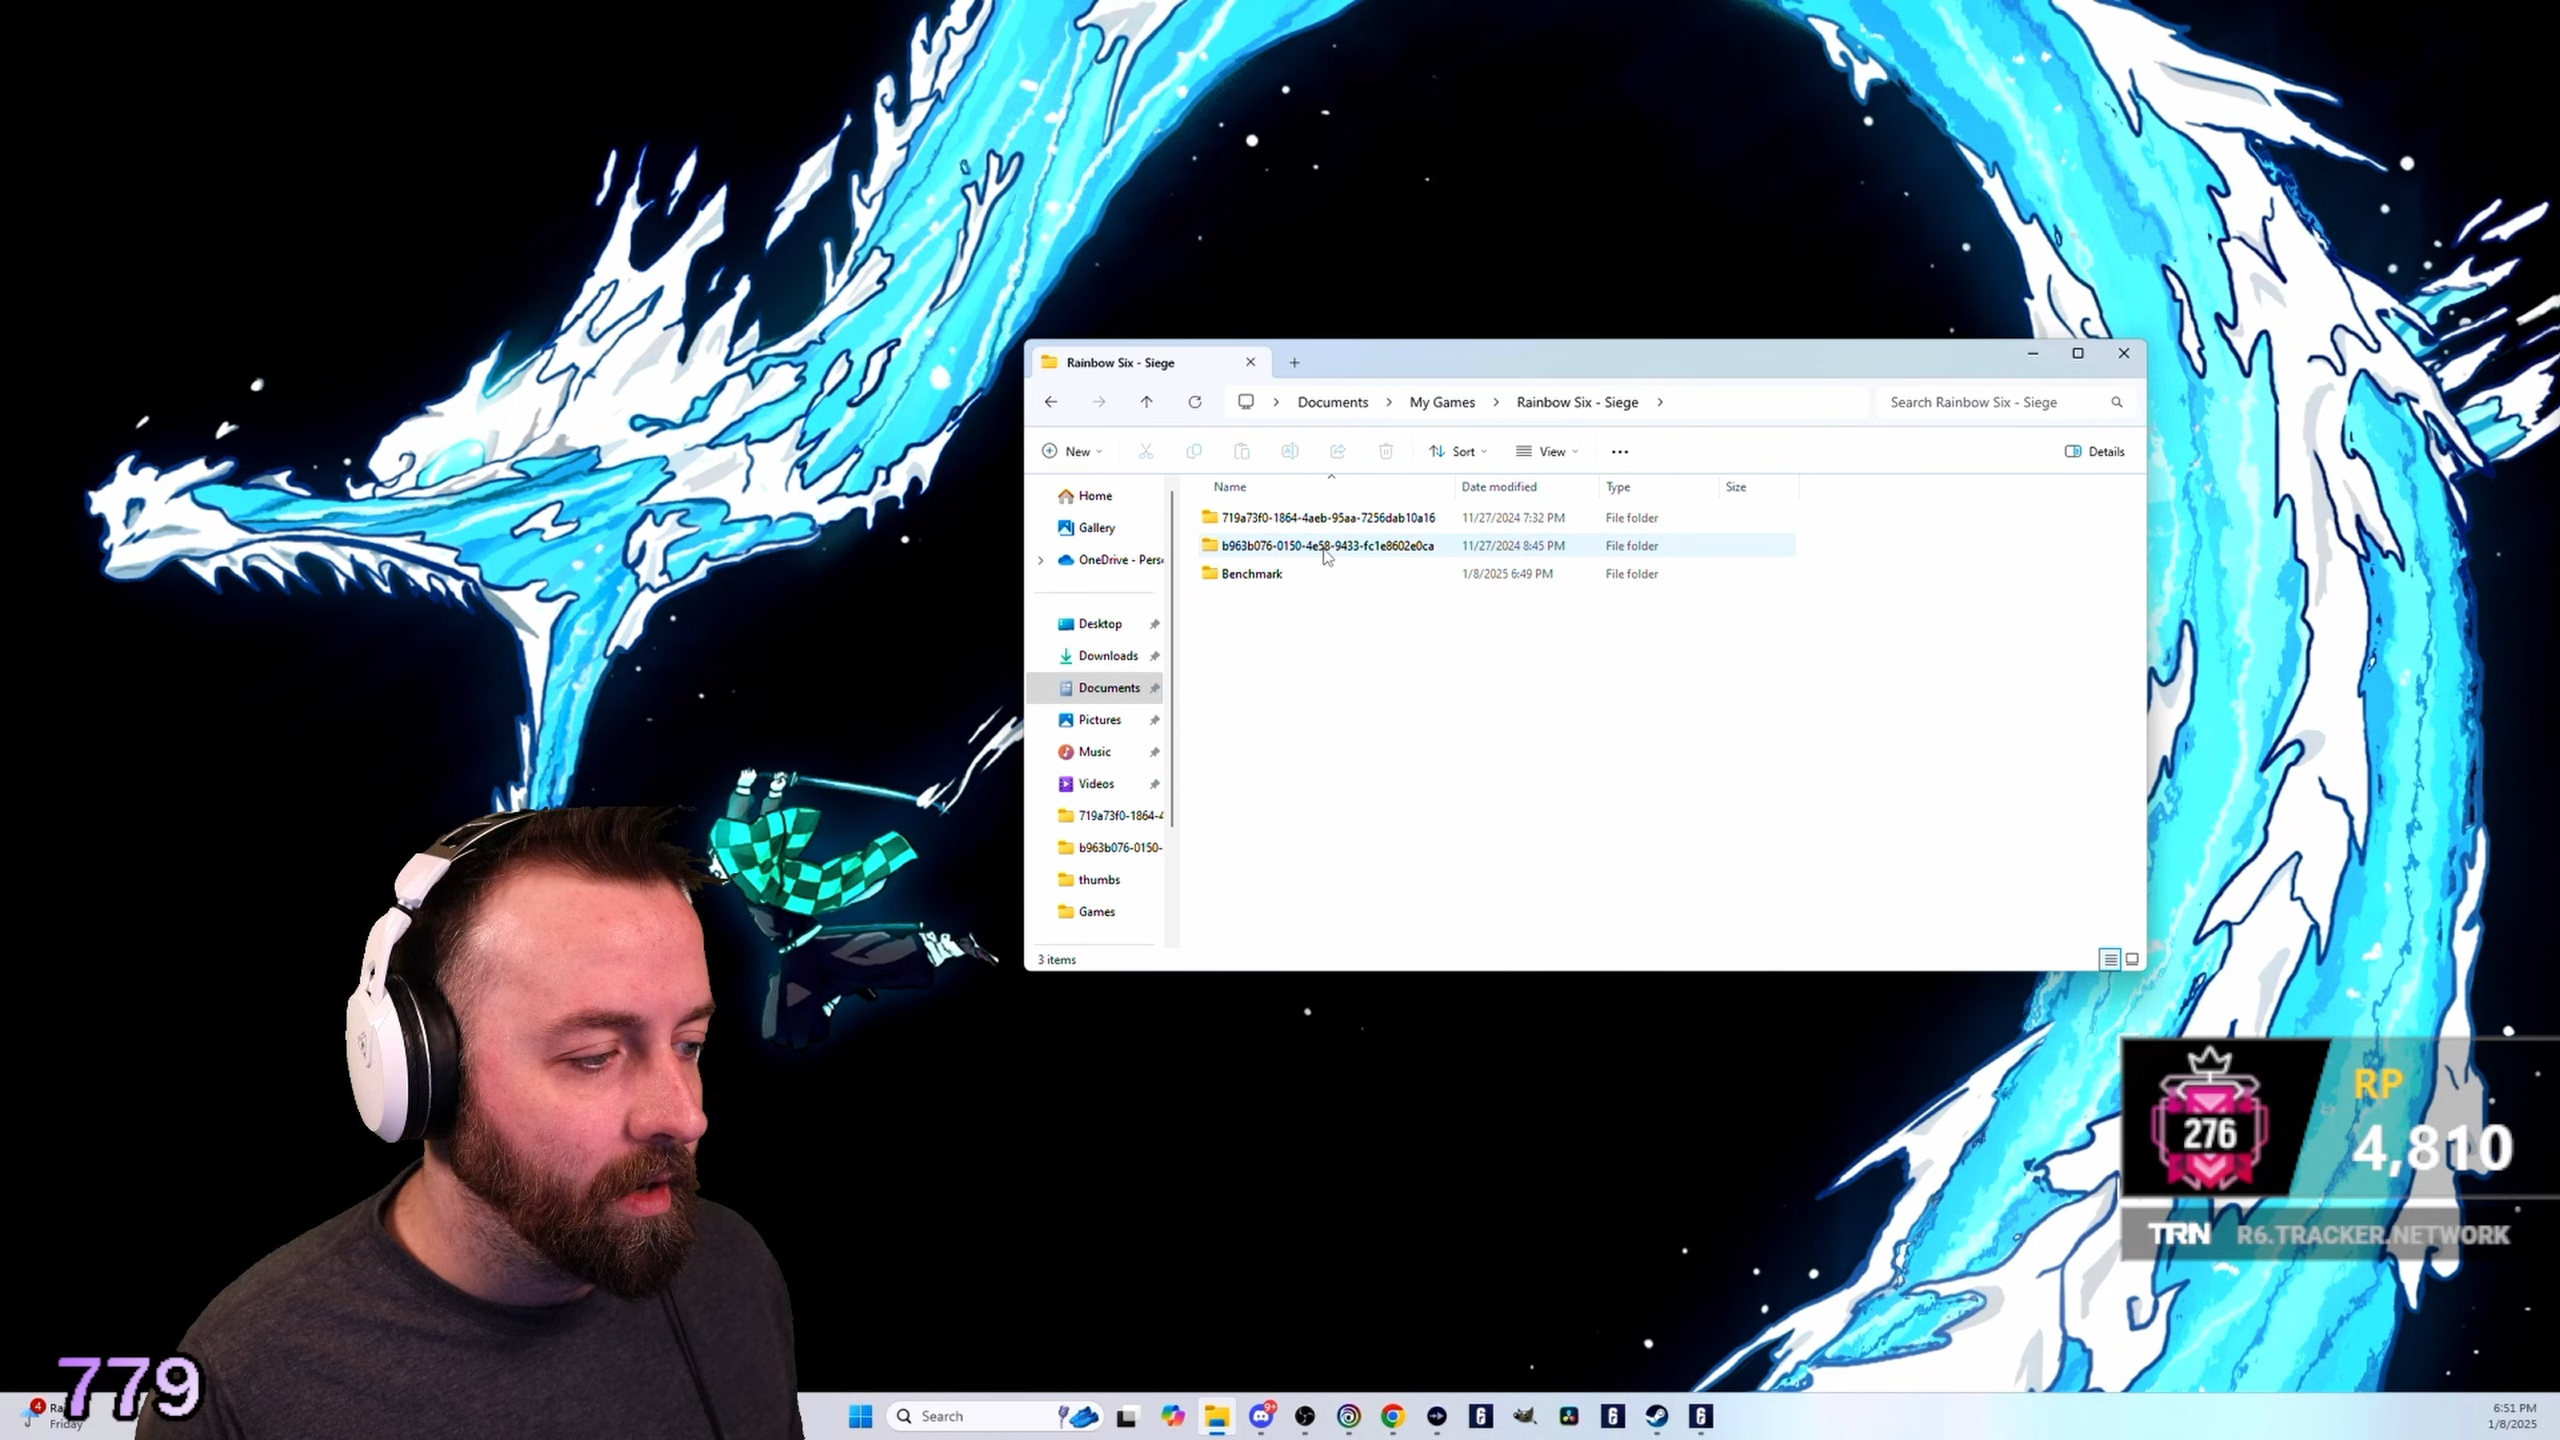 Rainbow Six - Siege
Documents
My Games
Rainbow Six - Siege
Search Rainbow Six - Siege
New
Sort
View
Details
Name
Date modified
Type
Size
719a73f0-1864-4aeb-95aa-7256dab10a16
11/27/2024 7:32 PM
File folder
b963b076-0150-4e58-9433-fc1e8602e0ca
11/27/2024 8:45 PM
File folder
Benchmark
1/8/2025 6:49 PM
File folder
Home
Gallery
OneDrive - Pers
Desktop
Downloads
Documents
Pictures
Music
Videos
719a73f0-1864-4
b963b076-0150-
thumbs
Games
3 items
276
RP
4,810
TRN R6.TRACKER.NETWORK
779
4
Friday
Search
9+
6:51 PM
1/8/2025